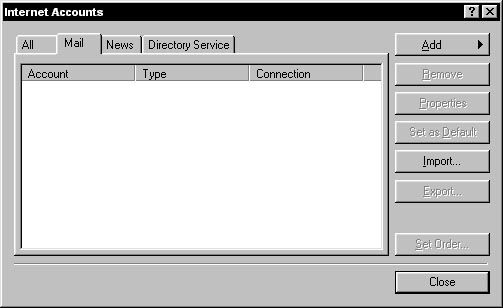 Internet Accounts
All Mail News Directory Service
Account Type Connection
Add
Remove
Properties
Set as Default
Import...
Export...
Set Order...
Close